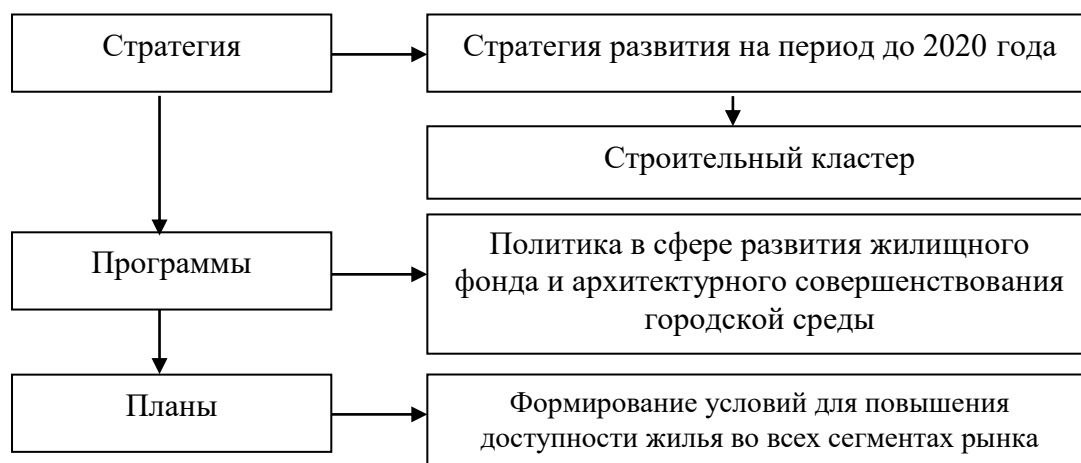 Стратегия
Стратегия развития на период до 2020 года
Строительный кластер
Программы
Политика в сфере развития жилищного
фонда и архитектурного совершенствования
городской среды
Планы
Формирование условий для повышения
доступности жилья во всех сегментах рынка